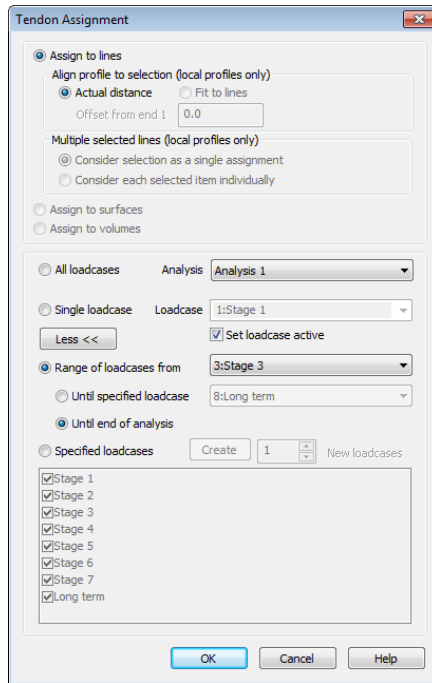 Tendon Assignment
Assign to lines
Align profile to selection (local profiles only)
Actual distance Fit to lines
Offset from end 1 0.0
Multiple selected lines (local profiles only)
Consider selection as a single assignment
Consider each selected item individually
Assign to surfaces
Assign to volumes
All loadcases Analysis Analysis 1
Single loadcase Loadcase 1:Stage 1
Less << Set loadcase active
Range of loadcases from 3:Stage 3
Until specified loadcase 8:Long term
Until end of analysis
Specified loadcases Create 1 New loadcases
Stage 1
Stage 2
Stage 3
Stage 4
Stage 5
Stage 6
Stage 7
Long term
OK Cancel Help